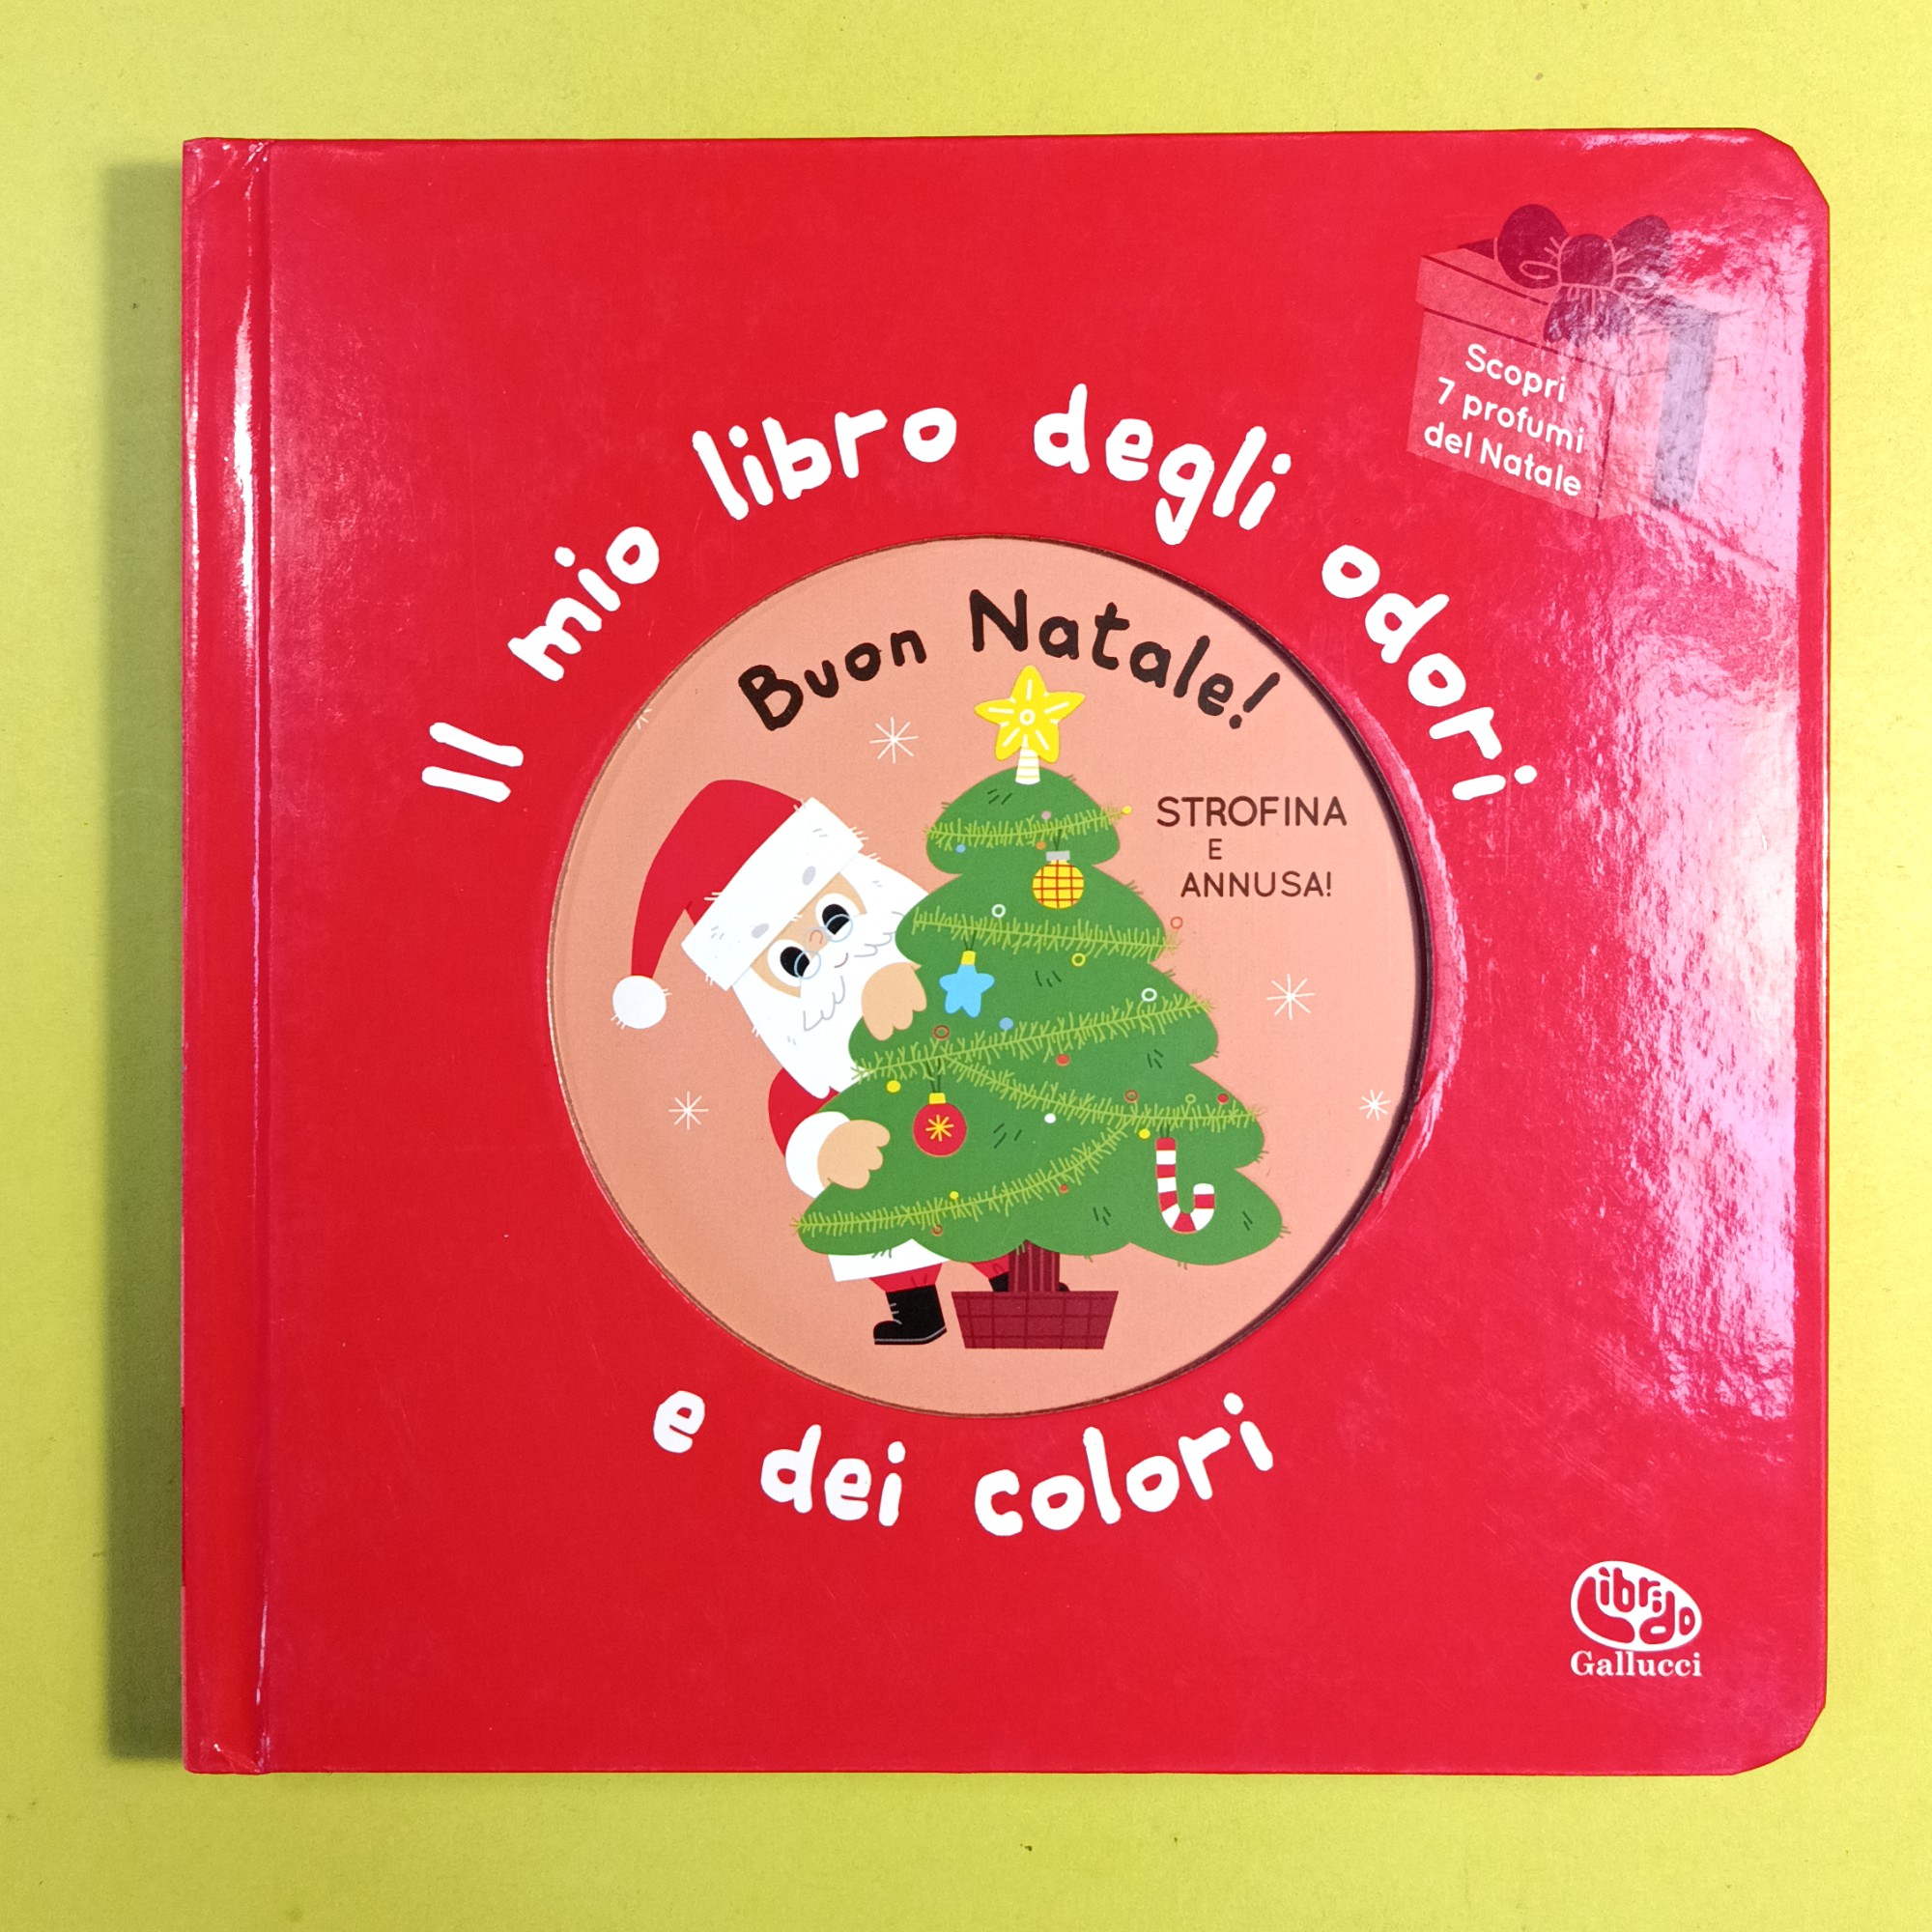 Scopri
7 profumi
del Natale
Il mio libro degli odori
Buon Natale!
STROFINA
E
ANNUSA!
e dei colori
Librido
Gallucci